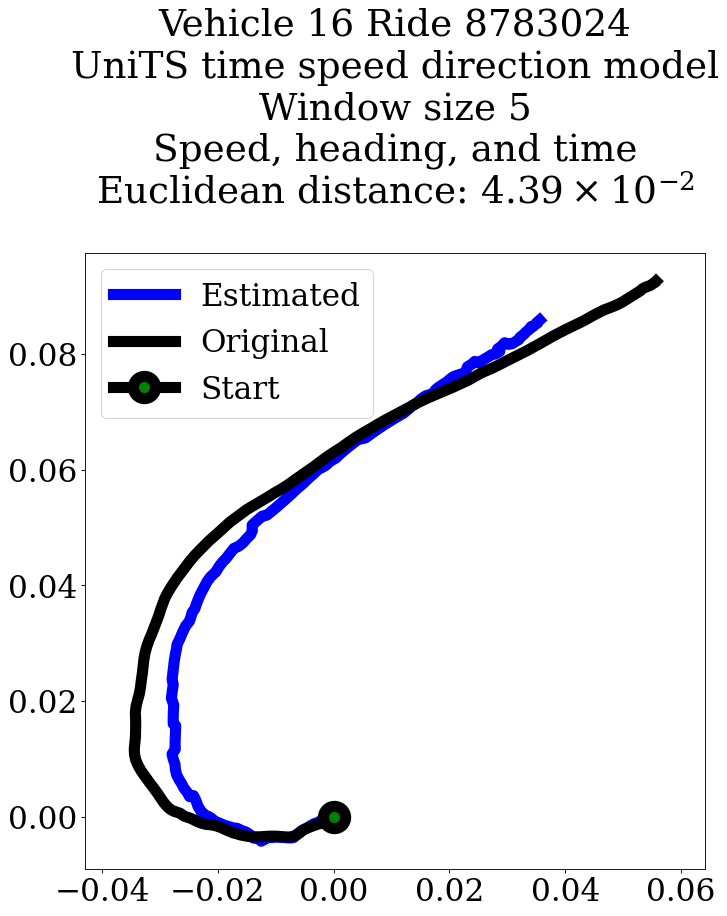 Vehicle 16 Ride 8783024
UniTS time speed direction model
Window size 5
Speed, heading, and time
Euclidean distance: 4.39 × 10⁻²
Estimated
Original
Start
0.08
0.06
0.04
0.02
0.00
−0.04 −0.02 0.00 0.02 0.04 0.06